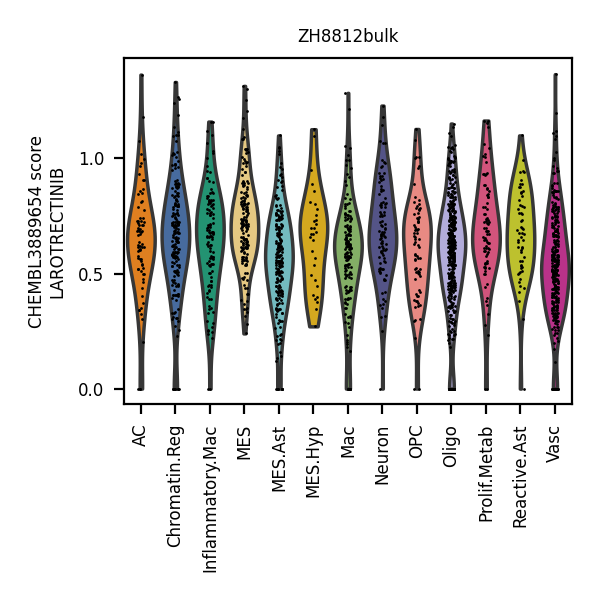 ZH8812bulk
CHEMBL3889654 score
LAROTRECTINIB
1.0
0.5
0.0
AC
Chromatin.Reg
Inflammatory.Mac
MES
MES.Ast
MES.Hyp
Mac
Neuron
OPC
Oligo
Prolif.Metab
Reactive.Ast
Vasc